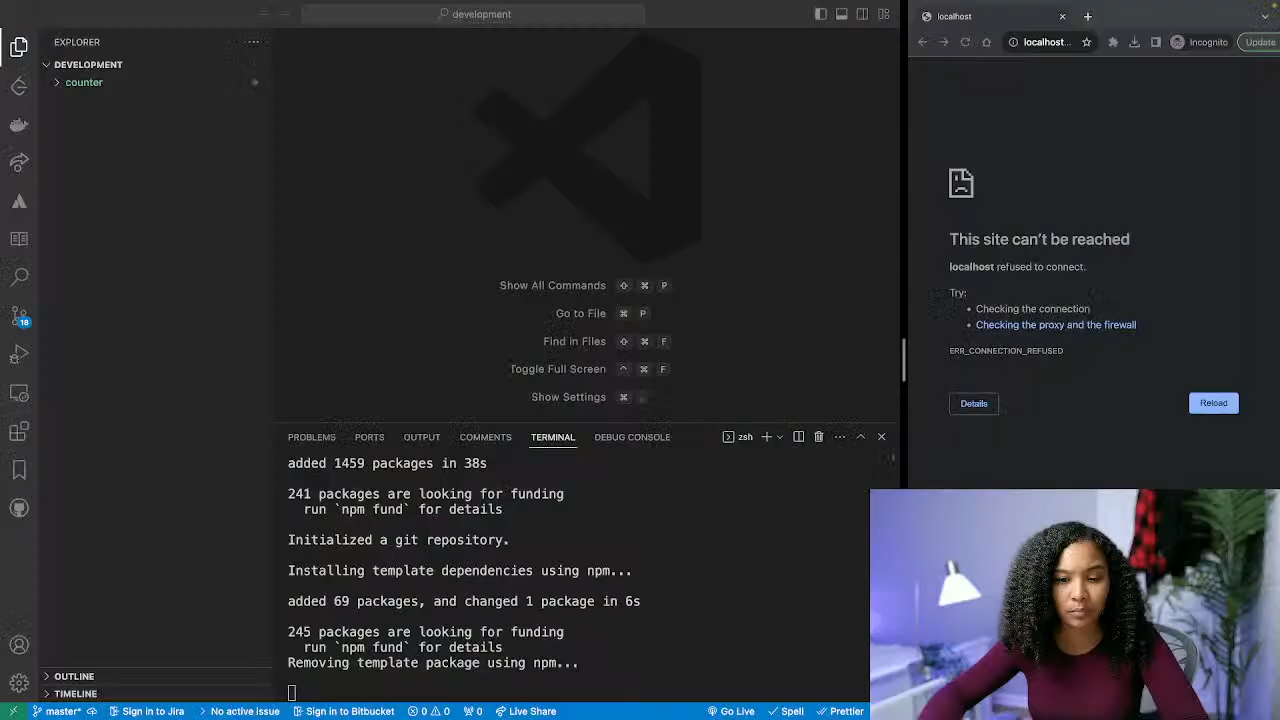 development
localhost
localhost...
Incognito
Update
EXPLORER
DEVELOPMENT
counter
Show All Commands ⇧ ⌘ P
Go to File ⌘ P
Find in Files ⇧ ⌘ F
Toggle Full Screen ^ ⌘ F
Show Settings ⌘
This site can't be reached
localhost refused to connect.
Try:
• Checking the connection
• Checking the proxy and the firewall
ERR_CONNECTION_REFUSED
Details
Reload
PROBLEMS PORTS OUTPUT COMMENTS TERMINAL DEBUG CONSOLE zsh
added 1459 packages in 38s
241 packages are looking for funding
run `npm fund` for details
Initialized a git repository.
Installing template dependencies using npm...
added 69 packages, and changed 1 package in 6s
245 packages are looking for funding
run `npm fund` for details
Removing template package using npm...
18
OUTLINE
TIMELINE
master* Sign in to Jira No active issue Sign in to Bitbucket 0 0 0 Live Share Go Live Spell Prettier